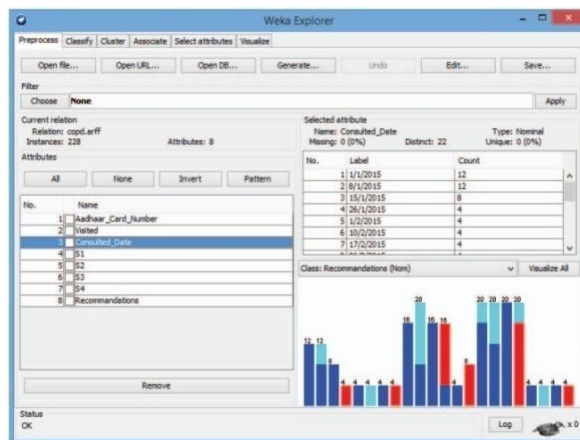 Weka Explorer
Preprocess Classify Cluster Associate Select attributes Visualize
Open file... Open URL... Open DB... Generate... Undo Edit... Save...
Filter
Choose None Apply
Current relation
Relation: copd.arff
Instances: 228 Attributes: 8
Attributes
All None Invert Pattern
No. Name
1 Aadhaar_Card_Number
2 Visited
3 Consulted_Date
4 S1
5 S2
6 S3
7 S4
8 Recommandations
Remove
Selected attribute
Name: Consulted_Date Type: Nominal
Missing: 0 (0%) Distinct: 22 Unique: 0 (0%)
No. Label Count
1 1/1/2015 12
2 8/1/2015 12
3 15/1/2015 8
4 26/1/2015 4
5 1/2/2015 4
6 10/2/2015 4
7 17/2/2015 4
Class: Recommandations (Nom) Visualize All
12 12 8 4 4 4 4 4 16 20 16 16 4 8 20 20 20 20 4 4 4 4
Status
OK
Log x 0